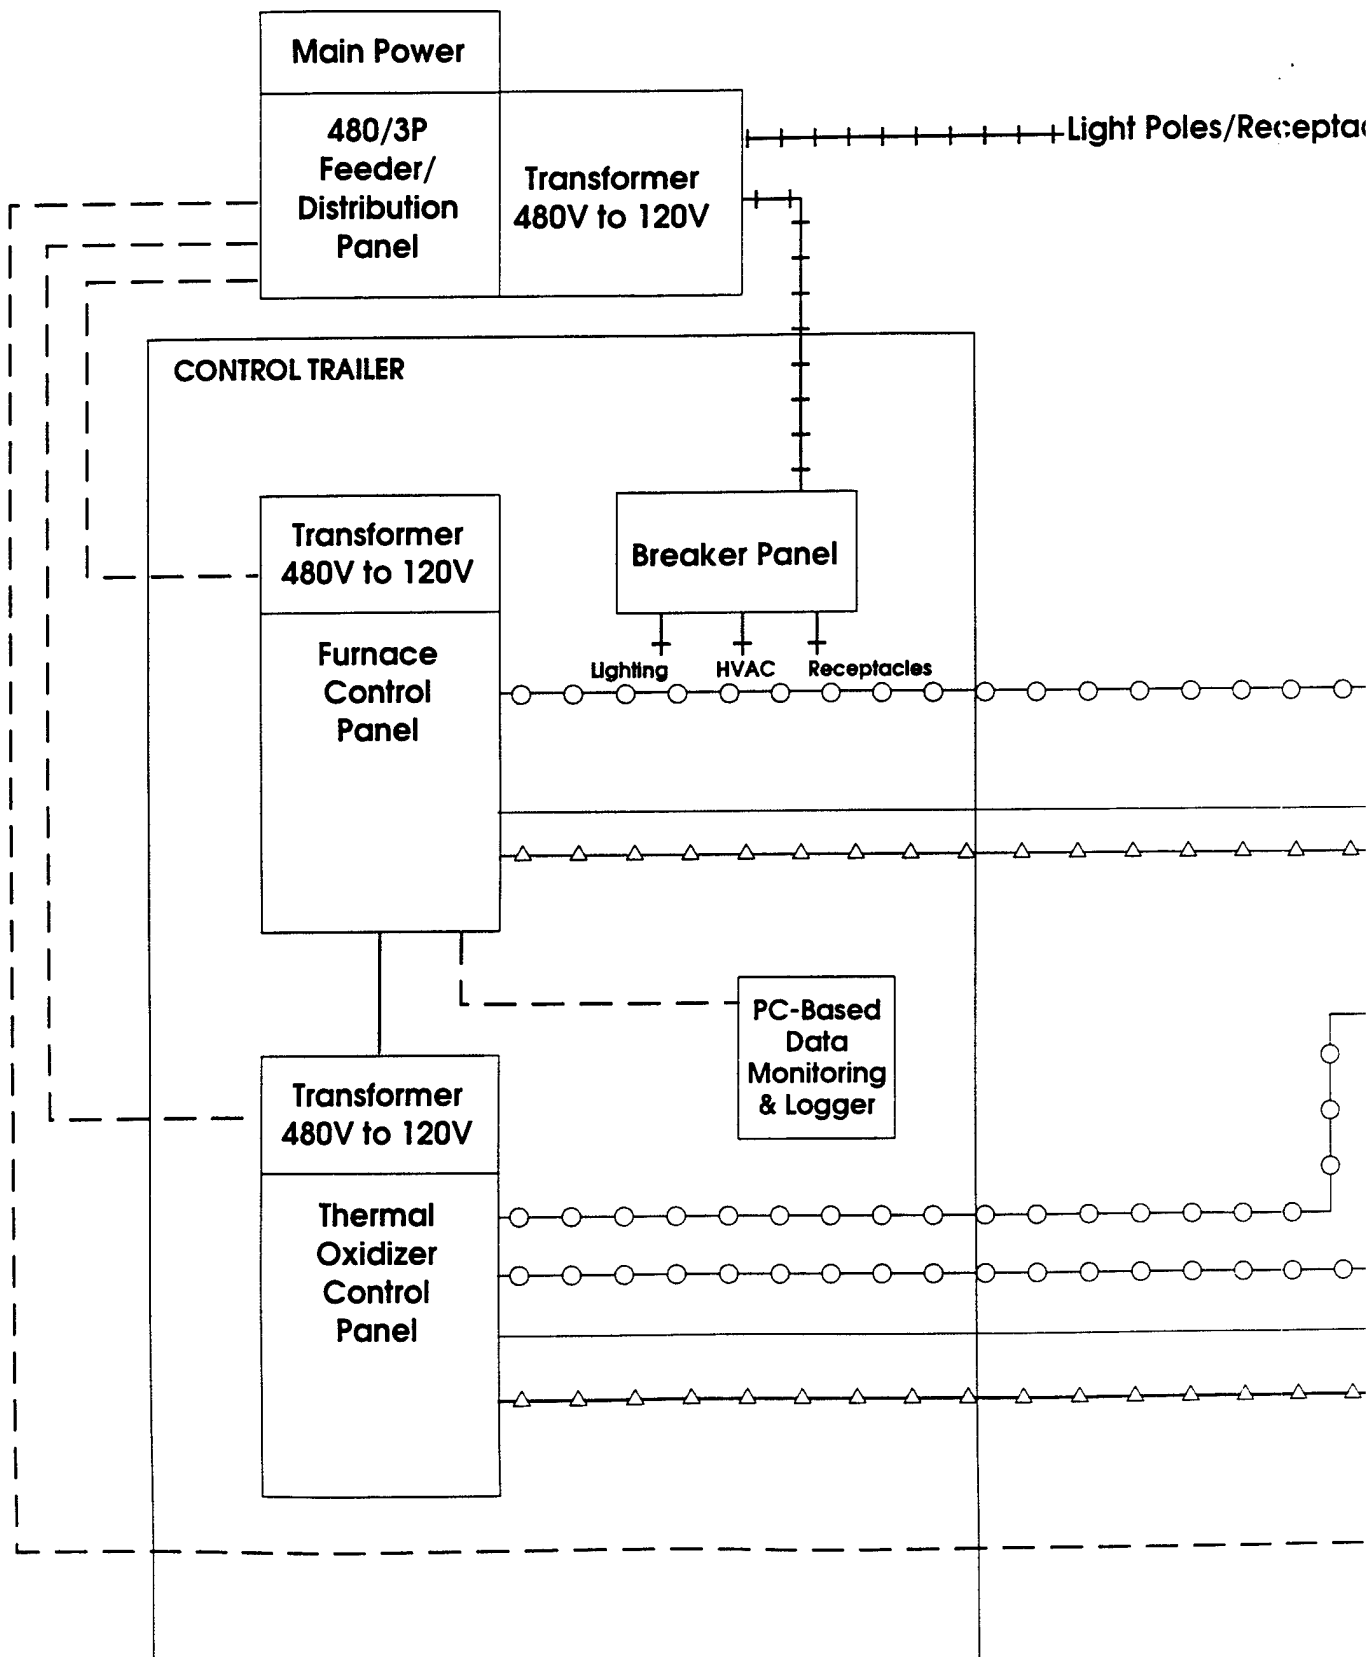 Main Power
480/3P
Feeder/
Distribution
Panel
Transformer
480V to 120V
Light Poles/Receptac
CONTROL TRAILER
Transformer
480V to 120V
Breaker Panel
Furnace
Control
Panel
Lighting
HVAC
Receptacles
PC-Based
Data
Monitoring
& Logger
Transformer
480V to 120V
Thermal
Oxidizer
Control
Panel